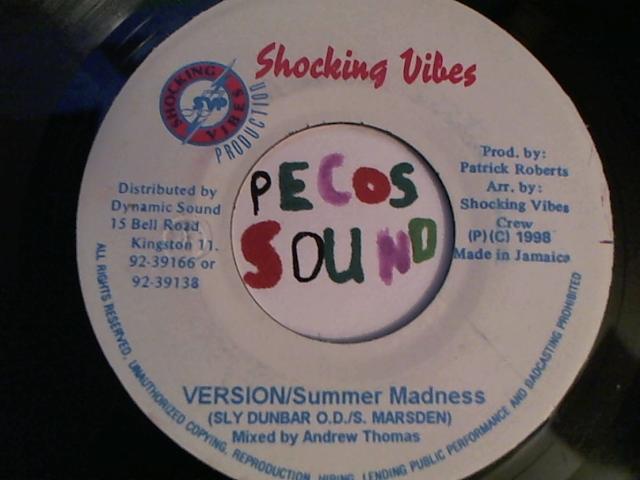 Shocking Vibes
SHOCKING VIBES
SVP
PRODUCTION
Distributed by
Dynamic Sound
15 Bell Road
Kingston 11.
92-39166 or
92-39138
PECOS
SOUND
Prod. by:
Patrick Roberts
Arr. by:
Shocking Vibes
Crew
(P)(C) 1998
Made in Jamaica
VERSION/Summer Madness
(SLY DUNBAR O.D./S. MARSDEN)
Mixed by Andrew Thomas
ALL RIGHTS RESERVED, UNAUTHORIZED COPYING, REPRODUCTION, HIRING, LENDING PUBLIC PERFORMANCE AND BADCASTING PROHIBITED